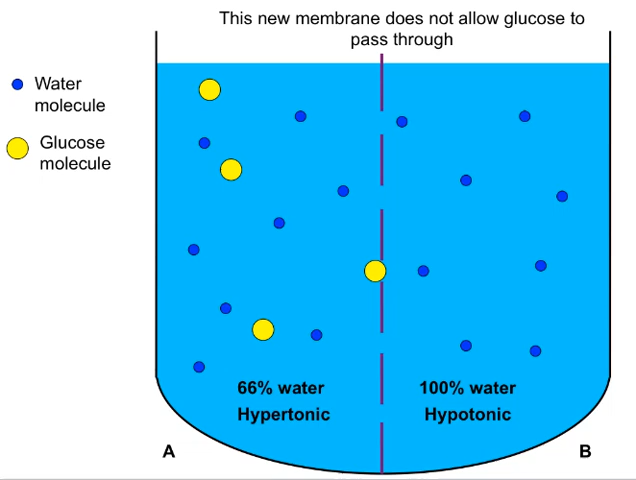 This new membrane does not allow glucose to
pass through
Water
molecule
Glucose
molecule
66% water
Hypertonic
100% water
Hypotonic
A
B